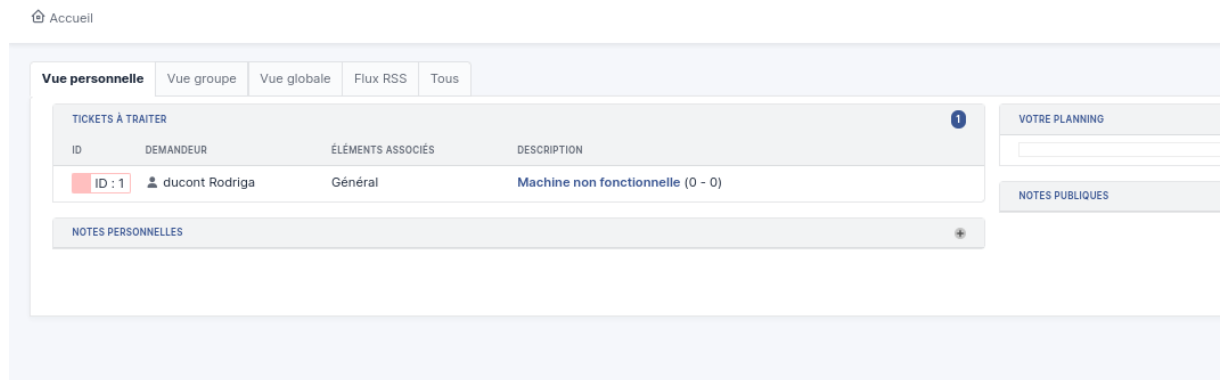 Accueil
Vue personnelle Vue groupe Vue globale Flux RSS Tous
TICKETS À TRAITER 1
ID DEMANDEUR ÉLÉMENTS ASSOCIÉS DESCRIPTION
ID : 1 ducont Rodriga Général Machine non fonctionnelle (0 - 0)
NOTES PERSONNELLES
VOTRE PLANNING
NOTES PUBLIQUES